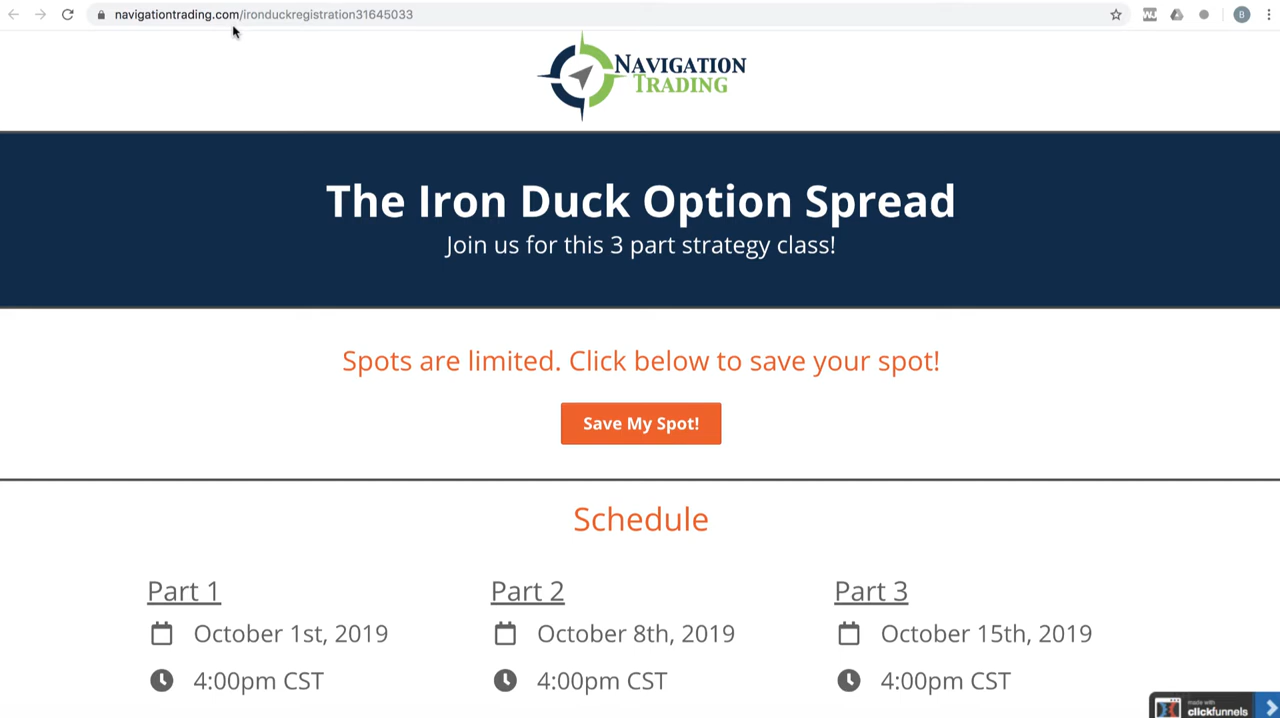 navigationtrading.com/ironduckregistration31645033
B
NAVIGATION
TRADING
The Iron Duck Option Spread
Join us for this 3 part strategy class!
Spots are limited. Click below to save your spot!
Save My Spot!
Schedule
Part 1
October 1st, 2019
4:00pm CST
Part 2
October 8th, 2019
4:00pm CST
Part 3
October 15th, 2019
4:00pm CST
made with
clickfunnels